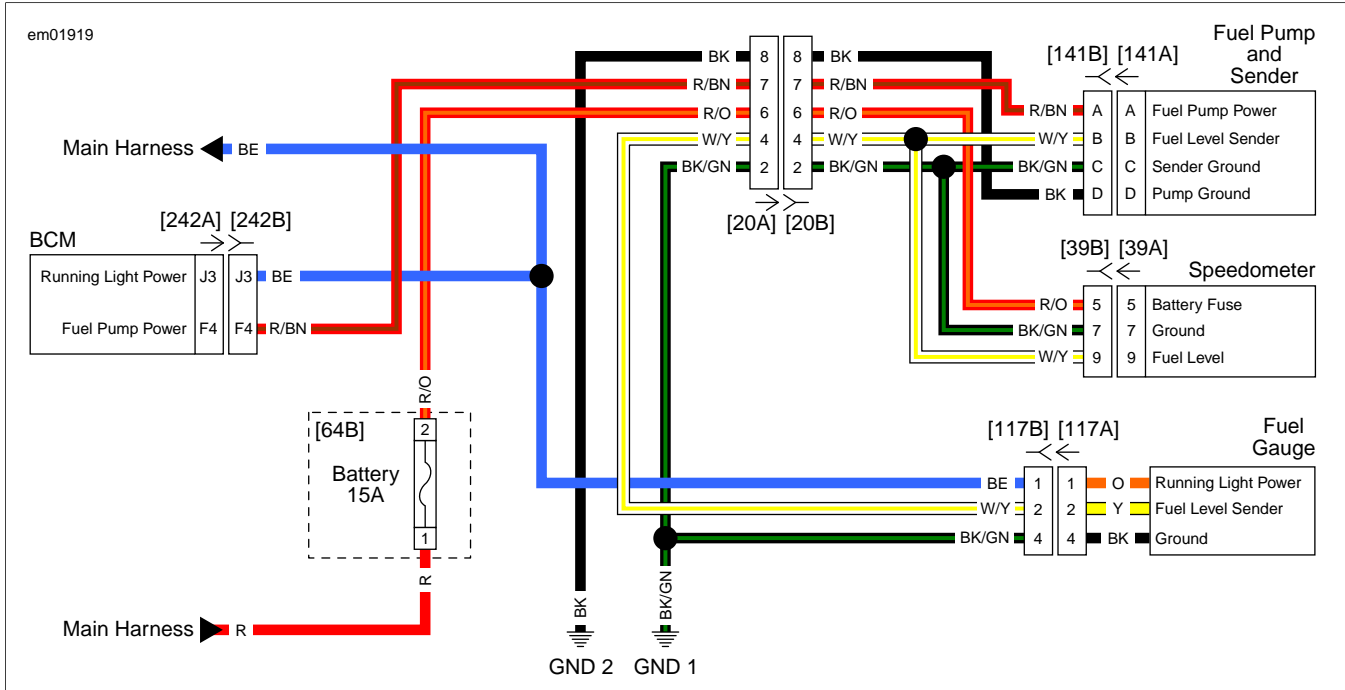 em01919
Fuel Pump
and
Sender
[141B] [141A]
BK 8 8 BK
R/BN 7 7 R/BN
R/O 6 6 R/O
W/Y 4 4 W/Y
BK/GN 2 2 BK/GN
[20A] [20B]
R/BN A A Fuel Pump Power
W/Y B B Fuel Level Sender
BK/GN C C Sender Ground
BK D D Pump Ground
Main Harness BE
[242A] [242B]
BCM
Running Light Power J3 J3 BE
Fuel Pump Power F4 F4 R/BN
[39B] [39A]
Speedometer
R/O 5 5 Battery Fuse
BK/GN 7 7 Ground
W/Y 9 9 Fuel Level
R/O
[64B]
2
Battery
15A
1
R
[117B] [117A]
Fuel
Gauge
BE 1 1 O Running Light Power
W/Y 2 2 Y Fuel Level Sender
BK/GN 4 4 BK Ground
BK
BK/GN
Main Harness R
GND 2
GND 1